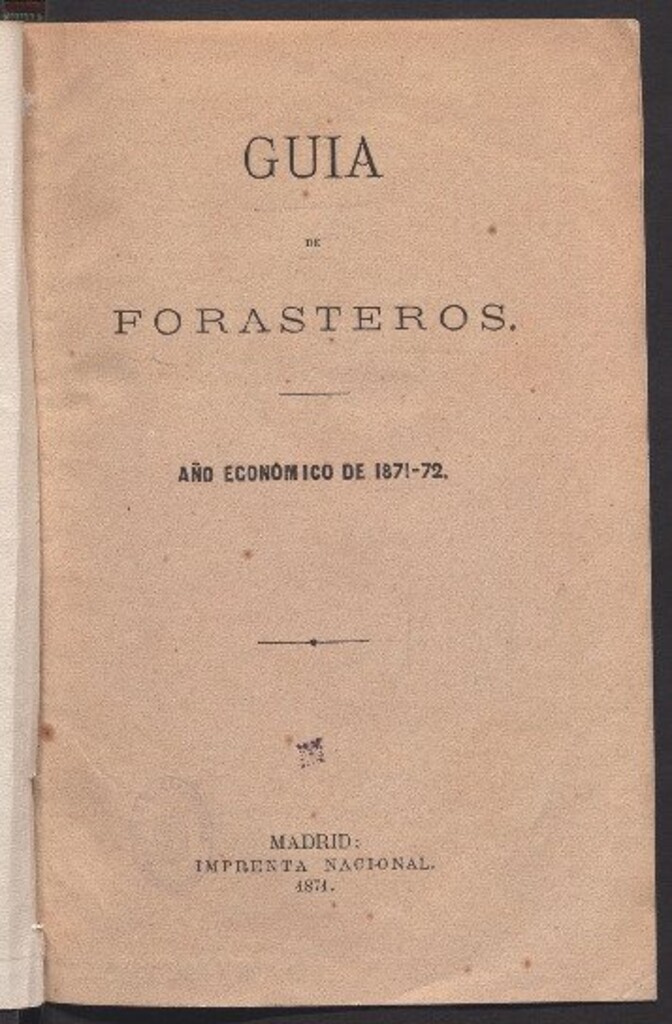 GUIA
DE
FORASTEROS.
AÑO ECONÓMICO DE 1871-72.
MADRID:
IMPRENTA NACIONAL.
1871.